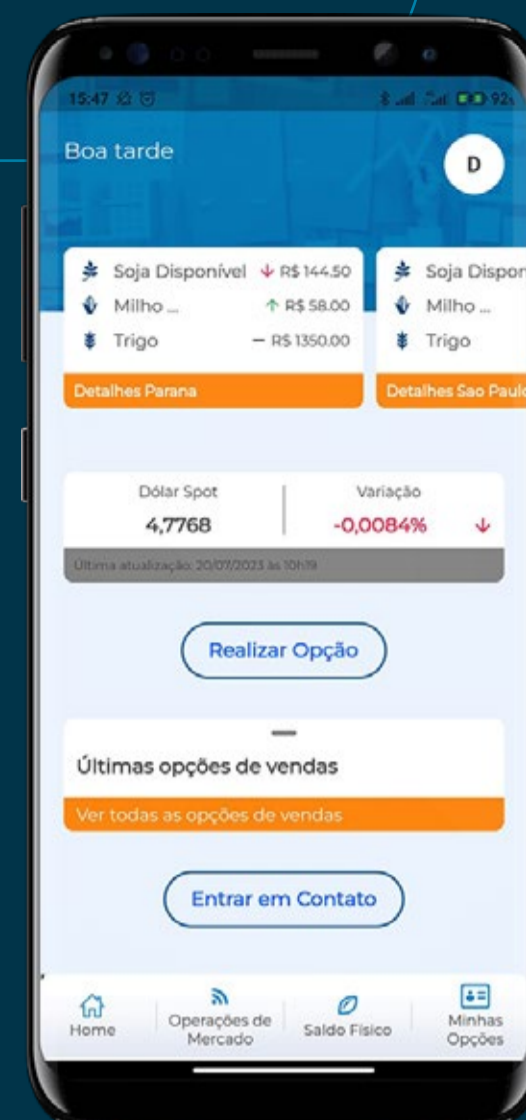 15:47
92
Boa tarde
D
Soja Disponível ↓ R$ 144.50
Milho ... ↑ R$ 58.00
Trigo – R$ 1350.00
Detalhes Parana
Soja Dispon
Milho ...
Trigo
Detalhes Sao Paulo
Dólar Spot
4,7768
Variação
-0,0084% ↓
Última atualização: 20/07/2023 às 10h19
Realizar Opção
Últimas opções de vendas
Ver todas as opções de vendas
Entrar em Contato
Home
Operações de
Mercado
Saldo Físico
Minhas
Opções